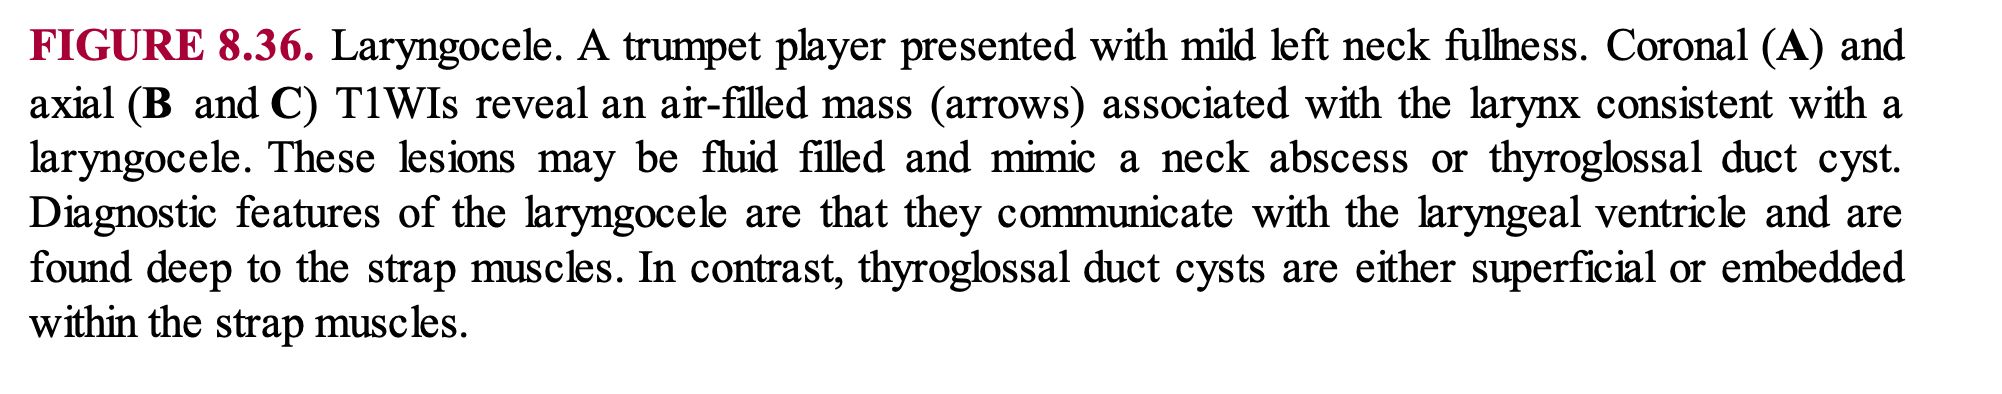 FIGURE 8.36. Laryngocele. A trumpet player presented with mild left neck fullness. Coronal (A) and
axial (B and C) T1WIs reveal an air-filled mass (arrows) associated with the larynx consistent with a
laryngocele. These lesions may be fluid filled and mimic a neck abscess or thyroglossal duct cyst.
Diagnostic features of the laryngocele are that they communicate with the laryngeal ventricle and are
found deep to the strap muscles. In contrast, thyroglossal duct cysts are either superficial or embedded
within the strap muscles.